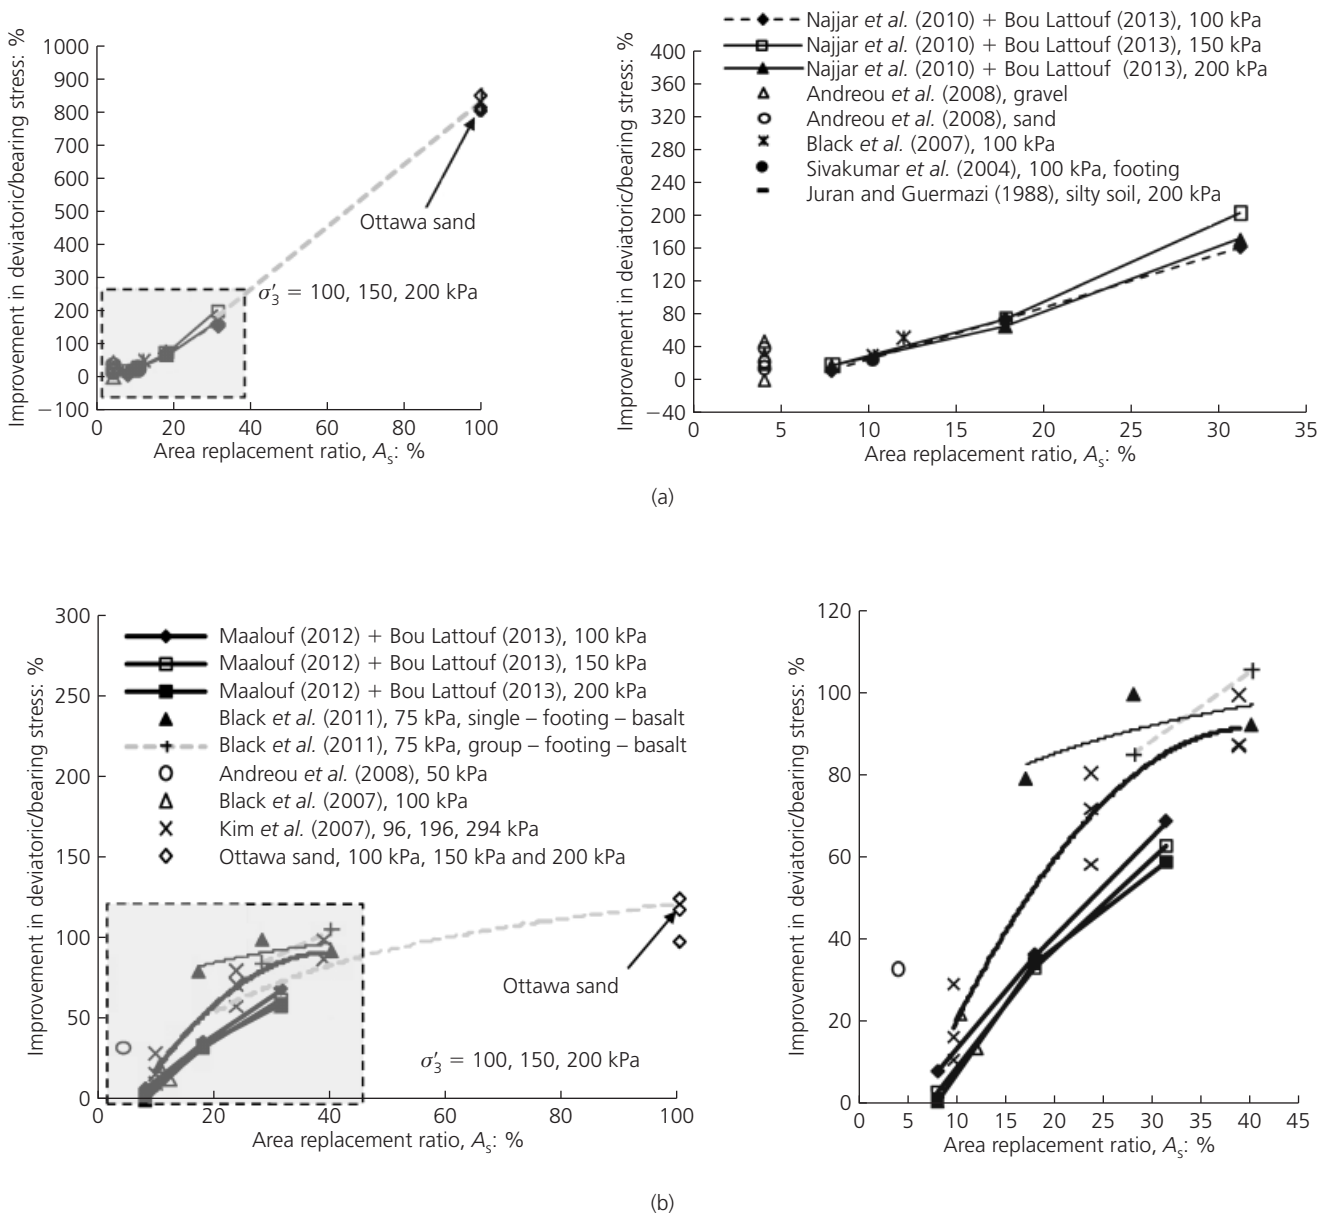 Improvement in deviatoric/bearing stress: %
1000
900
800
700
600
500
400
300
200
100
0
−100
0
20
40
60
80
100
Area replacement ratio, As: %
Ottawa sand
σ′3 = 100, 150, 200 kPa
Improvement in deviatoric/bearing stress: %
400
360
320
280
240
200
160
120
80
40
0
−40
0
5
10
15
20
25
30
35
Area replacement ratio, As: %
Najjar et al. (2010) + Bou Lattouf (2013), 100 kPa
Najjar et al. (2010) + Bou Lattouf (2013), 150 kPa
Najjar et al. (2010) + Bou Lattouf (2013), 200 kPa
Andreou et al. (2008), gravel
Andreou et al. (2008), sand
Black et al. (2007), 100 kPa
Sivakumar et al. (2004), 100 kPa, footing
Juran and Guermazi (1988), silty soil, 200 kPa
(a)
Improvement in deviatoric/bearing stress: %
300
250
200
150
100
50
0
0
20
40
60
80
100
Area replacement ratio, As: %
Maalouf (2012) + Bou Lattouf (2013), 100 kPa
Maalouf (2012) + Bou Lattouf (2013), 150 kPa
Maalouf (2012) + Bou Lattouf (2013), 200 kPa
Black et al. (2011), 75 kPa, single – footing – basalt
Black et al. (2011), 75 kPa, group – footing – basalt
Andreou et al. (2008), 50 kPa
Black et al. (2007), 100 kPa
Kim et al. (2007), 96, 196, 294 kPa
Ottawa sand, 100 kPa, 150 kPa and 200 kPa
Ottawa sand
σ′3 = 100, 150, 200 kPa
Improvement in deviatoric/bearing stress: %
120
100
80
60
40
20
0
0
5
10
15
20
25
30
35
40
45
Area replacement ratio, As: %
(b)